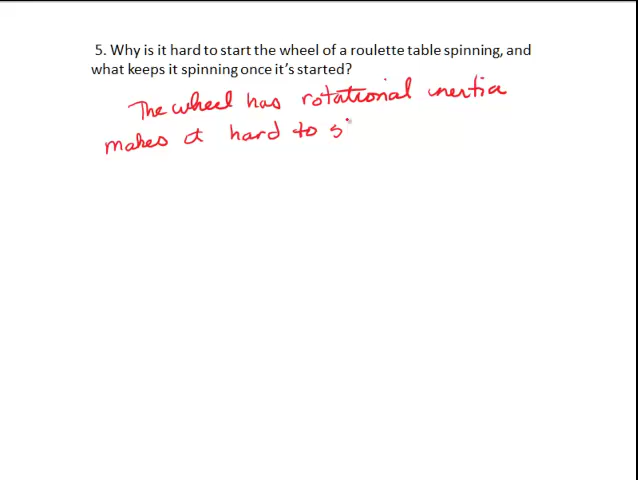 5. Why is it hard to start the wheel of a roulette table spinning, and
what keeps it spinning once it's started?
The wheel has rotational inertia
makes it hard to s